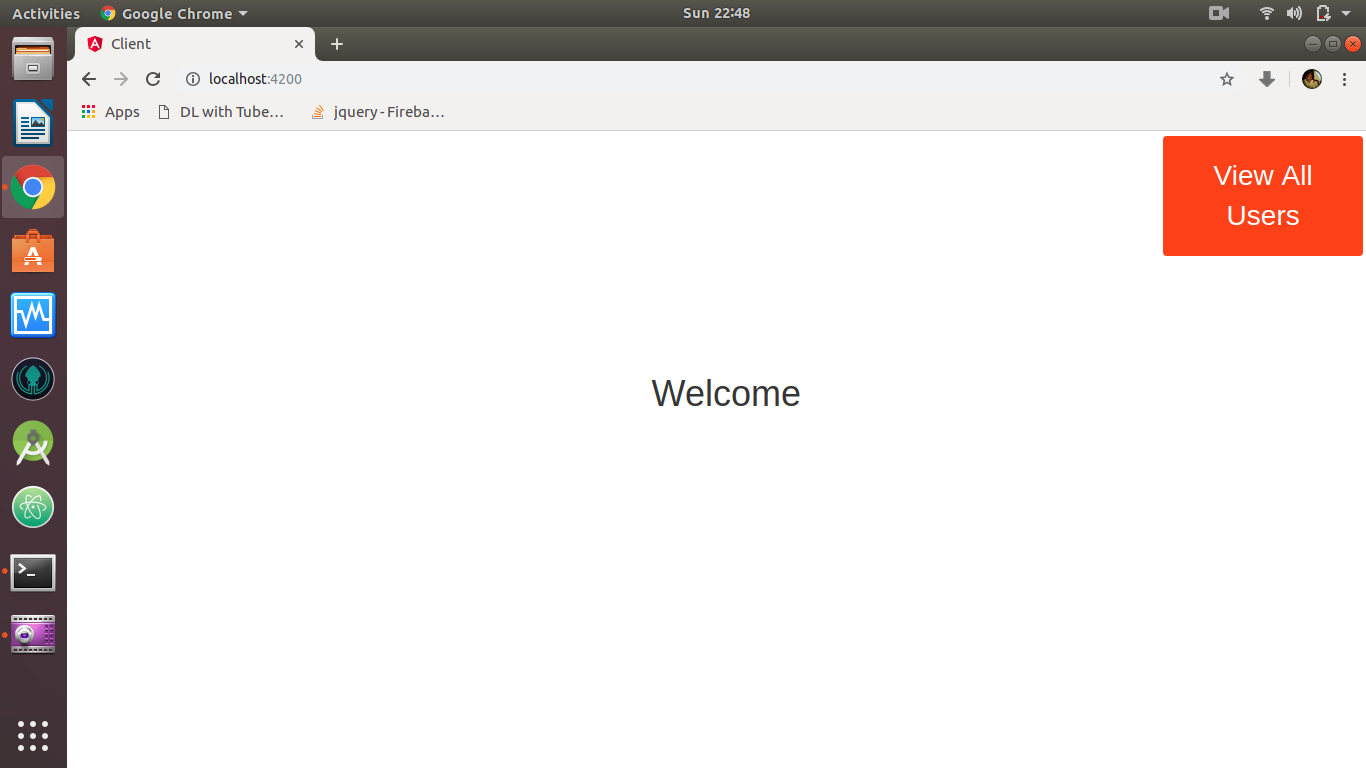 Activities Google Chrome Sun 22:48
Client
localhost:4200
Apps DL with Tube… jquery - Fireba…
View All
Users
Welcome